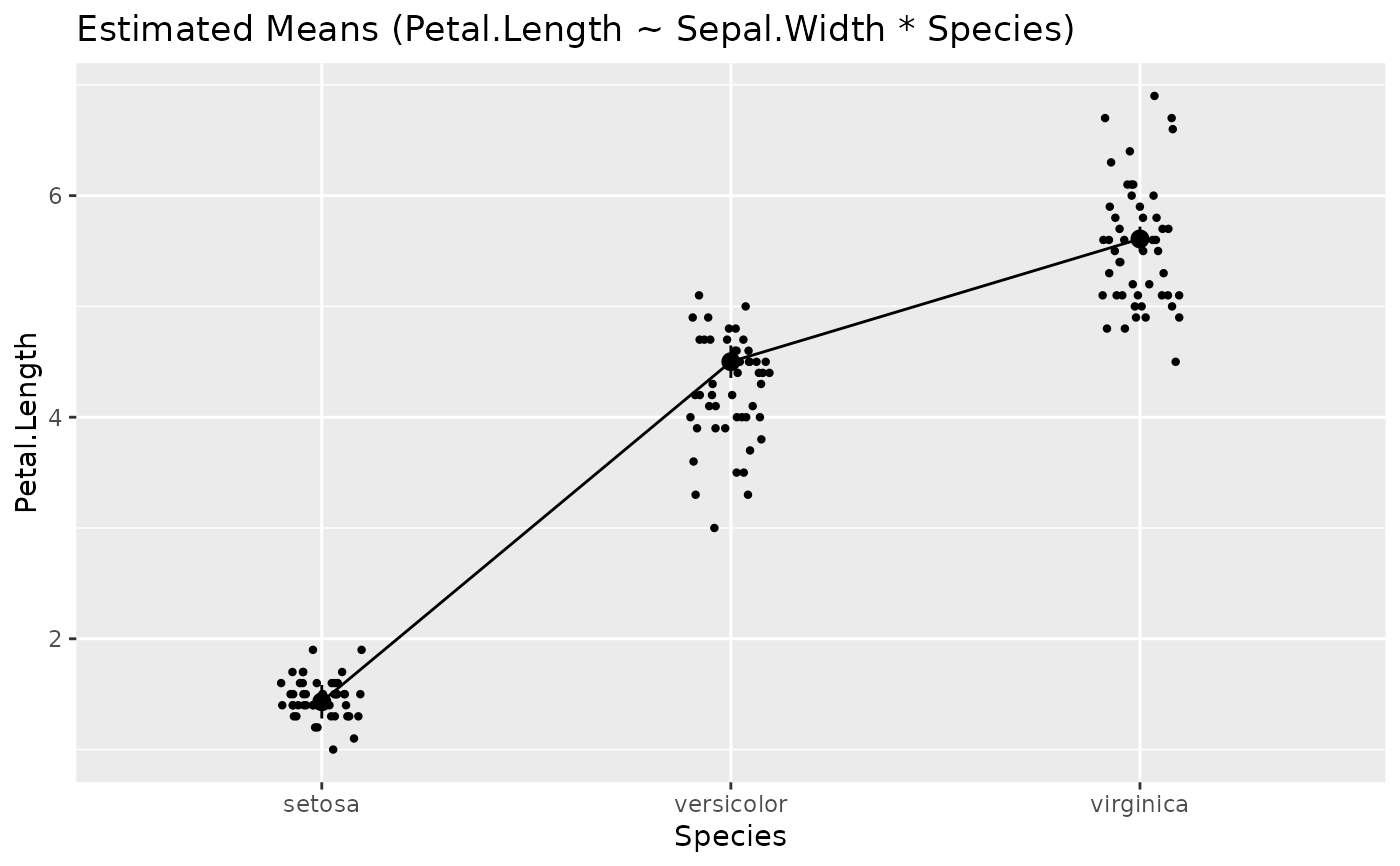 Estimated Means (Petal.Length ~ Sepal.Width * Species)
Petal.Length
6
4
2
setosa versicolor virginica
Species